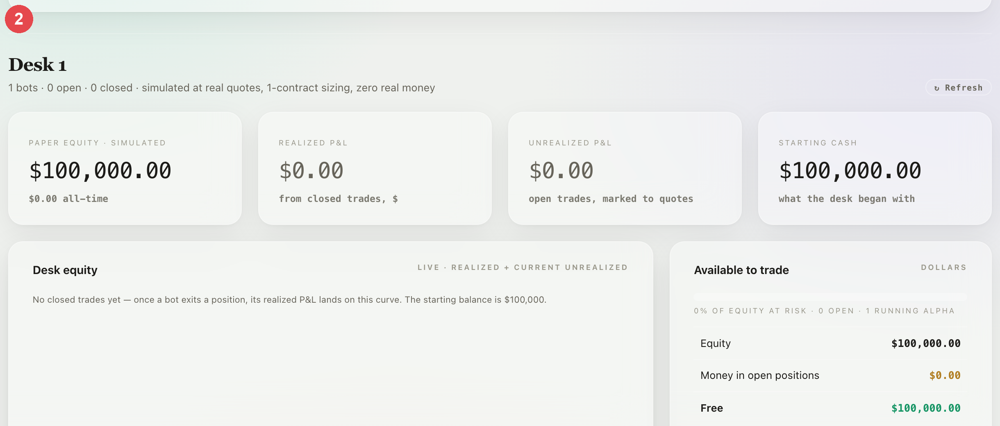 2
Desk 1
1 bots · 0 open · 0 closed · simulated at real quotes, 1-contract sizing, zero real money
↻ Refresh
PAPER EQUITY · SIMULATED
$100,000.00
$0.00 all-time
REALIZED P&L
$0.00
from closed trades, $
UNREALIZED P&L
$0.00
open trades, marked to quotes
STARTING CASH
$100,000.00
what the desk began with
Desk equity
LIVE · REALIZED + CURRENT UNREALIZED
No closed trades yet — once a bot exits a position, its realized P&L lands on this curve. The starting balance is $100,000.
Available to trade
DOLLARS
0% OF EQUITY AT RISK · 0 OPEN · 1 RUNNING ALPHA
Equity $100,000.00
Money in open positions $0.00
Free $100,000.00